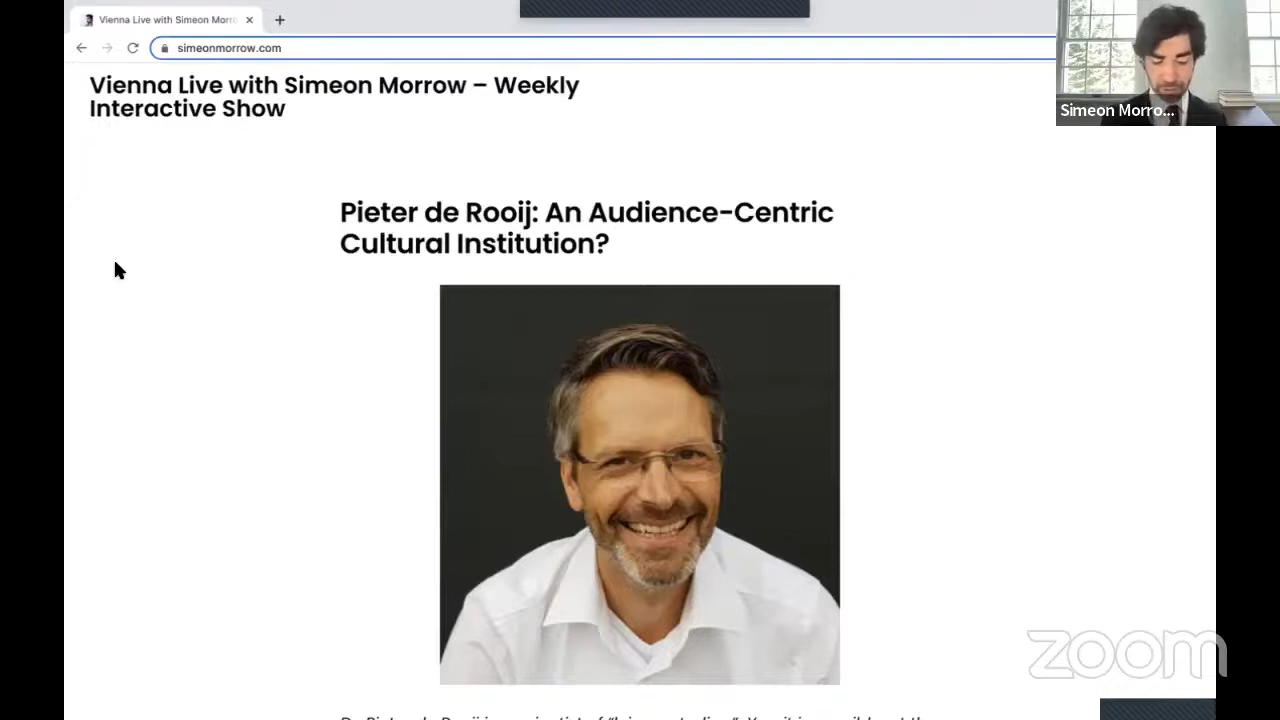 Vienna Live with Simeon Morro
simeonmorrow.com
Vienna Live with Simeon Morrow – Weekly
Interactive Show
Simeon Morro...
Pieter de Rooij: An Audience-Centric
Cultural Institution?
zoom